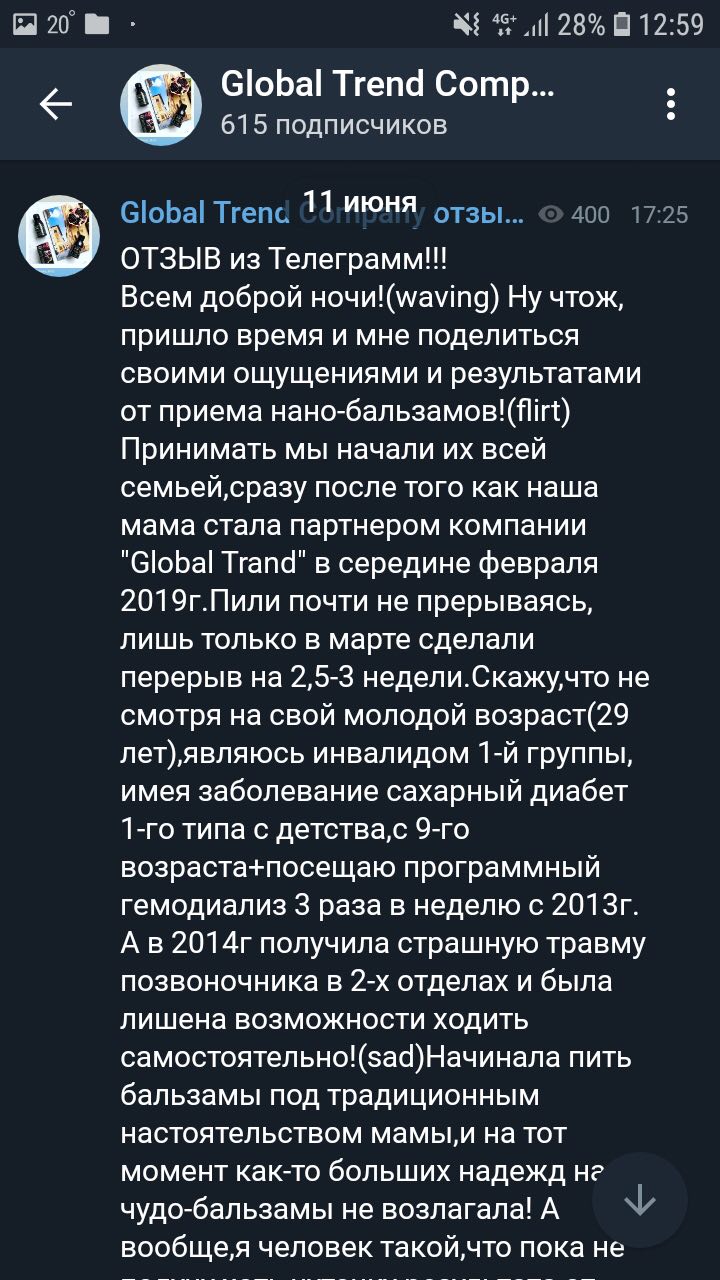 20°
4G+ 28% 12:59
Global Trend Comp...
615 подписчиков
11 июня
Global Trend Company отзы... 400 17:25
ОТЗЫВ из Телеграмм!!!
Всем доброй ночи!(waving) Ну чтож,
пришло время и мне поделиться
своими ощущениями и результатами
от приема нано-бальзамов!(flirt)
Принимать мы начали их всей
семьей,сразу после того как наша
мама стала партнером компании
"Global Trand" в середине февраля
2019г.Пили почти не прерываясь,
лишь только в марте сделали
перерыв на 2,5-3 недели.Скажу,что не
смотря на свой молодой возраст(29
лет),являюсь инвалидом 1-й группы,
имея заболевание сахарный диабет
1-го типа с детства,с 9-го
возраста+посещаю программный
гемодиализ 3 раза в неделю с 2013г.
А в 2014г получила страшную травму
позвоночника в 2-х отделах и была
лишена возможности ходить
самостоятельно!(sad)Начинала пить
бальзамы под традиционным
настоятельством мамы,и на тот
момент как-то больших надежд на
чудо-бальзамы не возлагала! А
вообще,я человек такой,что пока не